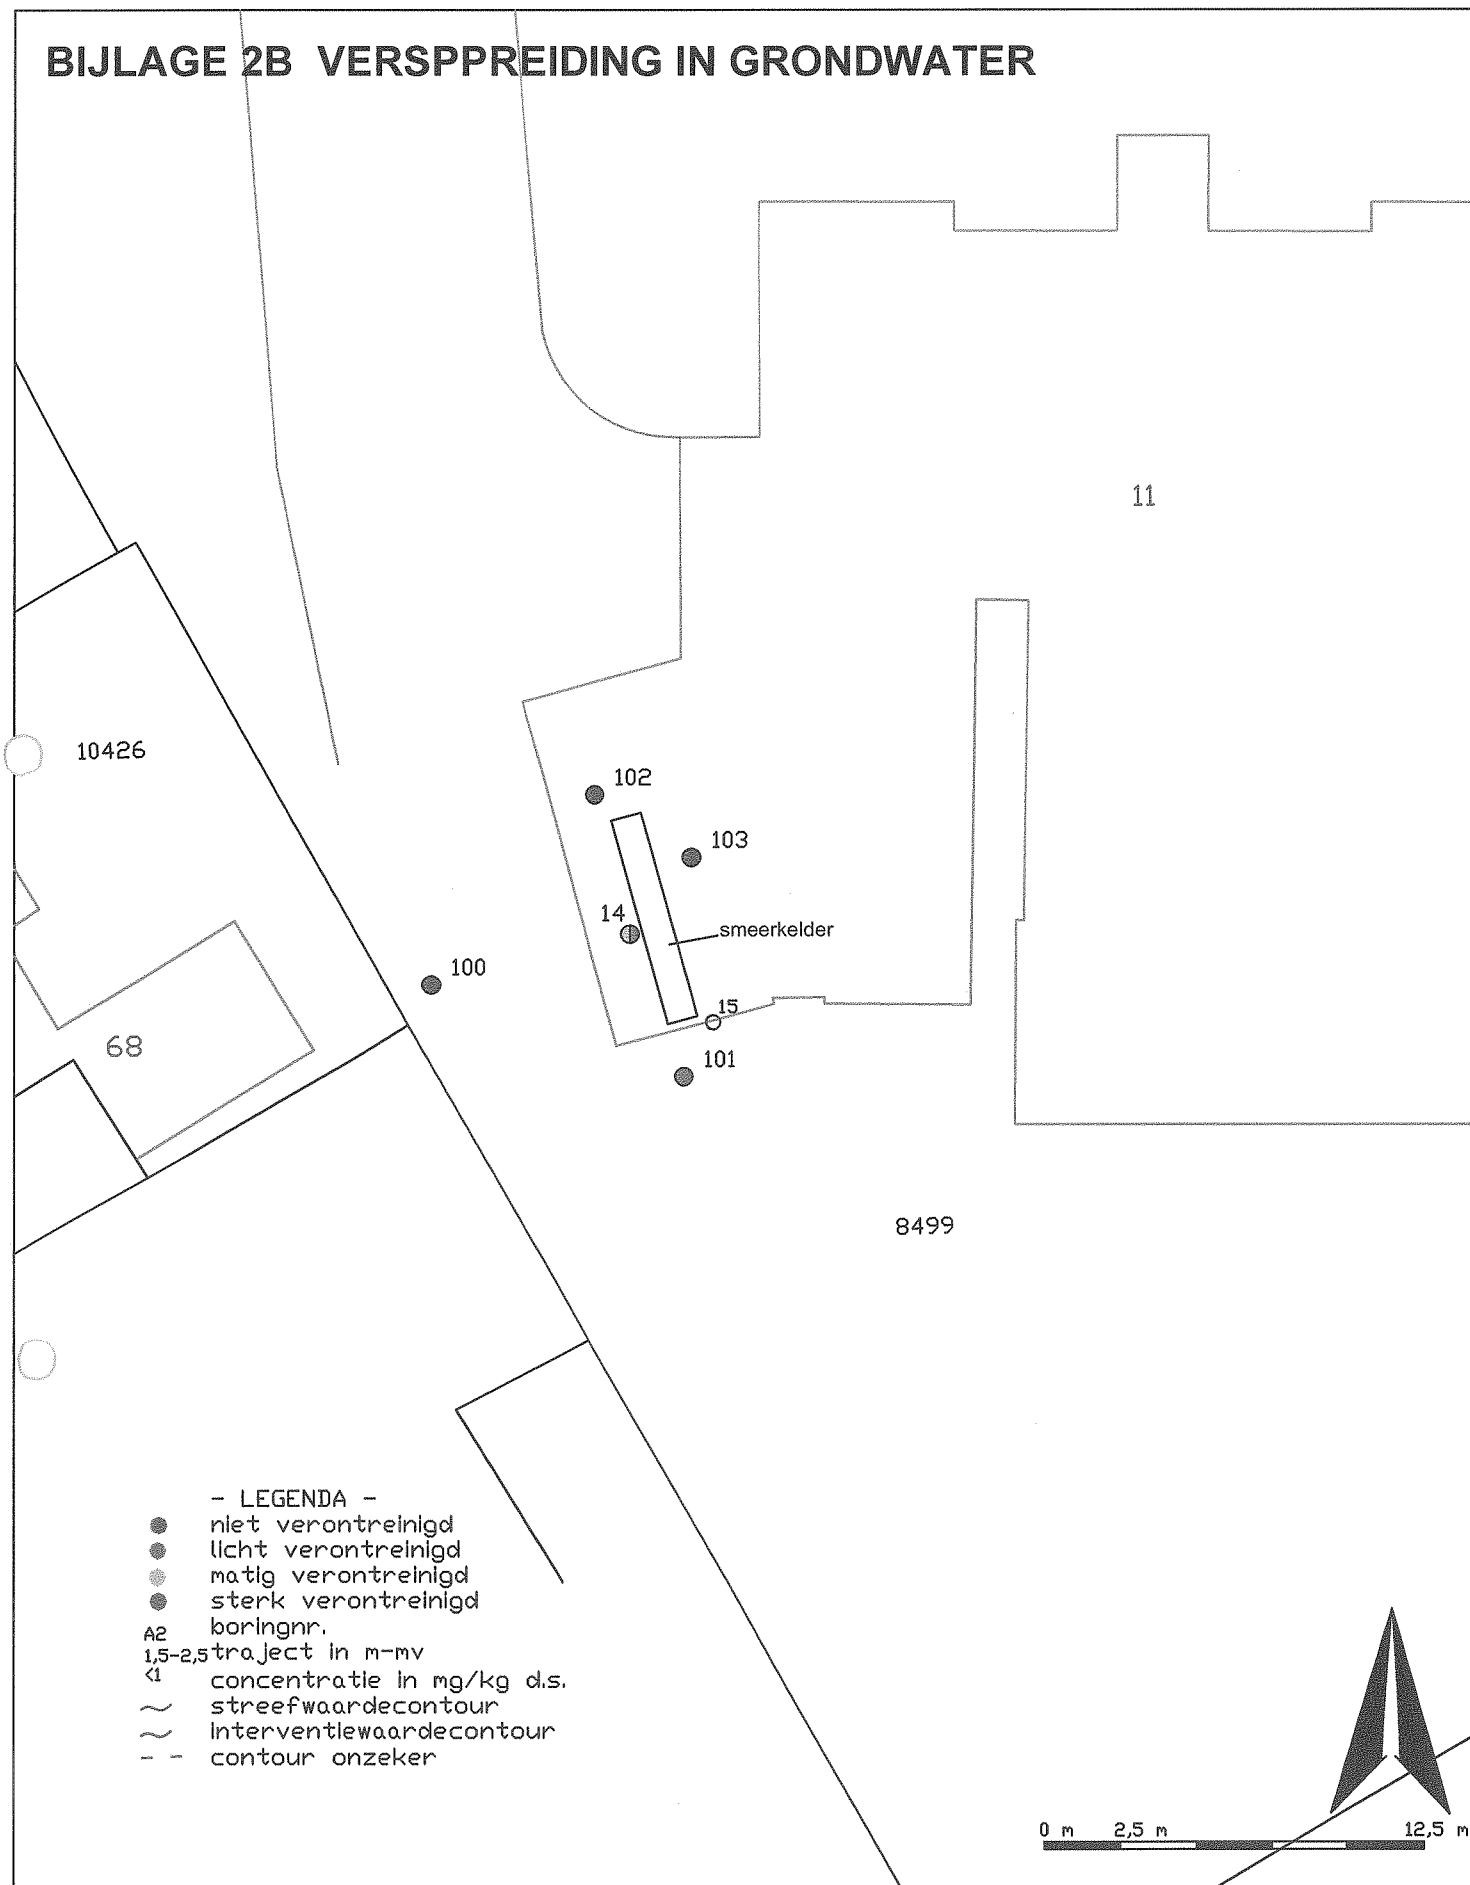 BIJLAGE 2B VERSPPREIDING IN GRONDWATER
11
10426
102
103
14
smeerkelder
100
15
68
101
8499
- LEGENDA -
niet verontreinigd
licht verontreinigd
matig verontreinigd
sterk verontreinigd
A2 boringnr.
1,5-2,5 traject in m-mv
<1 concentratie in mg/kg d.s.
streefwaardecontour
interventiewaardecontour
contour onzeker
0 m 2,5 m 12,5 m